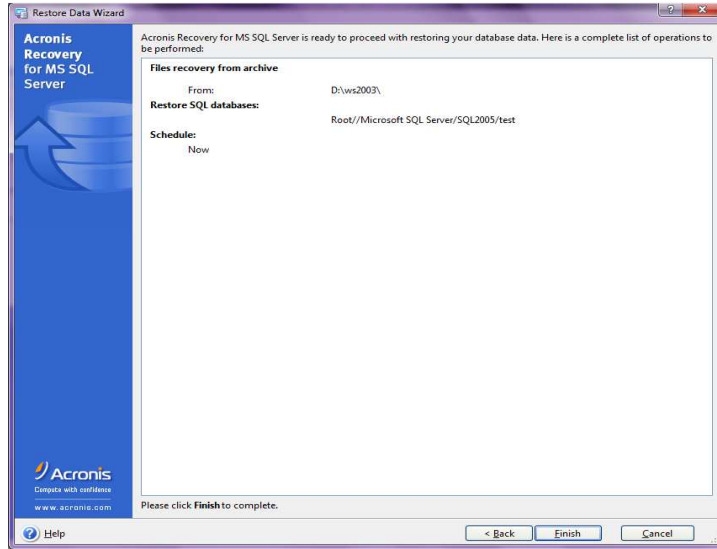 Restore Data Wizard
Acronis
Recovery
for MS SQL
Server
Acronis Recovery for MS SQL Server is ready to proceed with restoring your database data. Here is a complete list of operations to
be performed:
Files recovery from archive
From: D:\ws2003\
Restore SQL databases:
Root//Microsoft SQL Server/SQL2005/test
Schedule:
Now
Acronis
Compute with confidence
www.acronis.com
Please click Finish to complete.
Help
< Back
Finish
Cancel